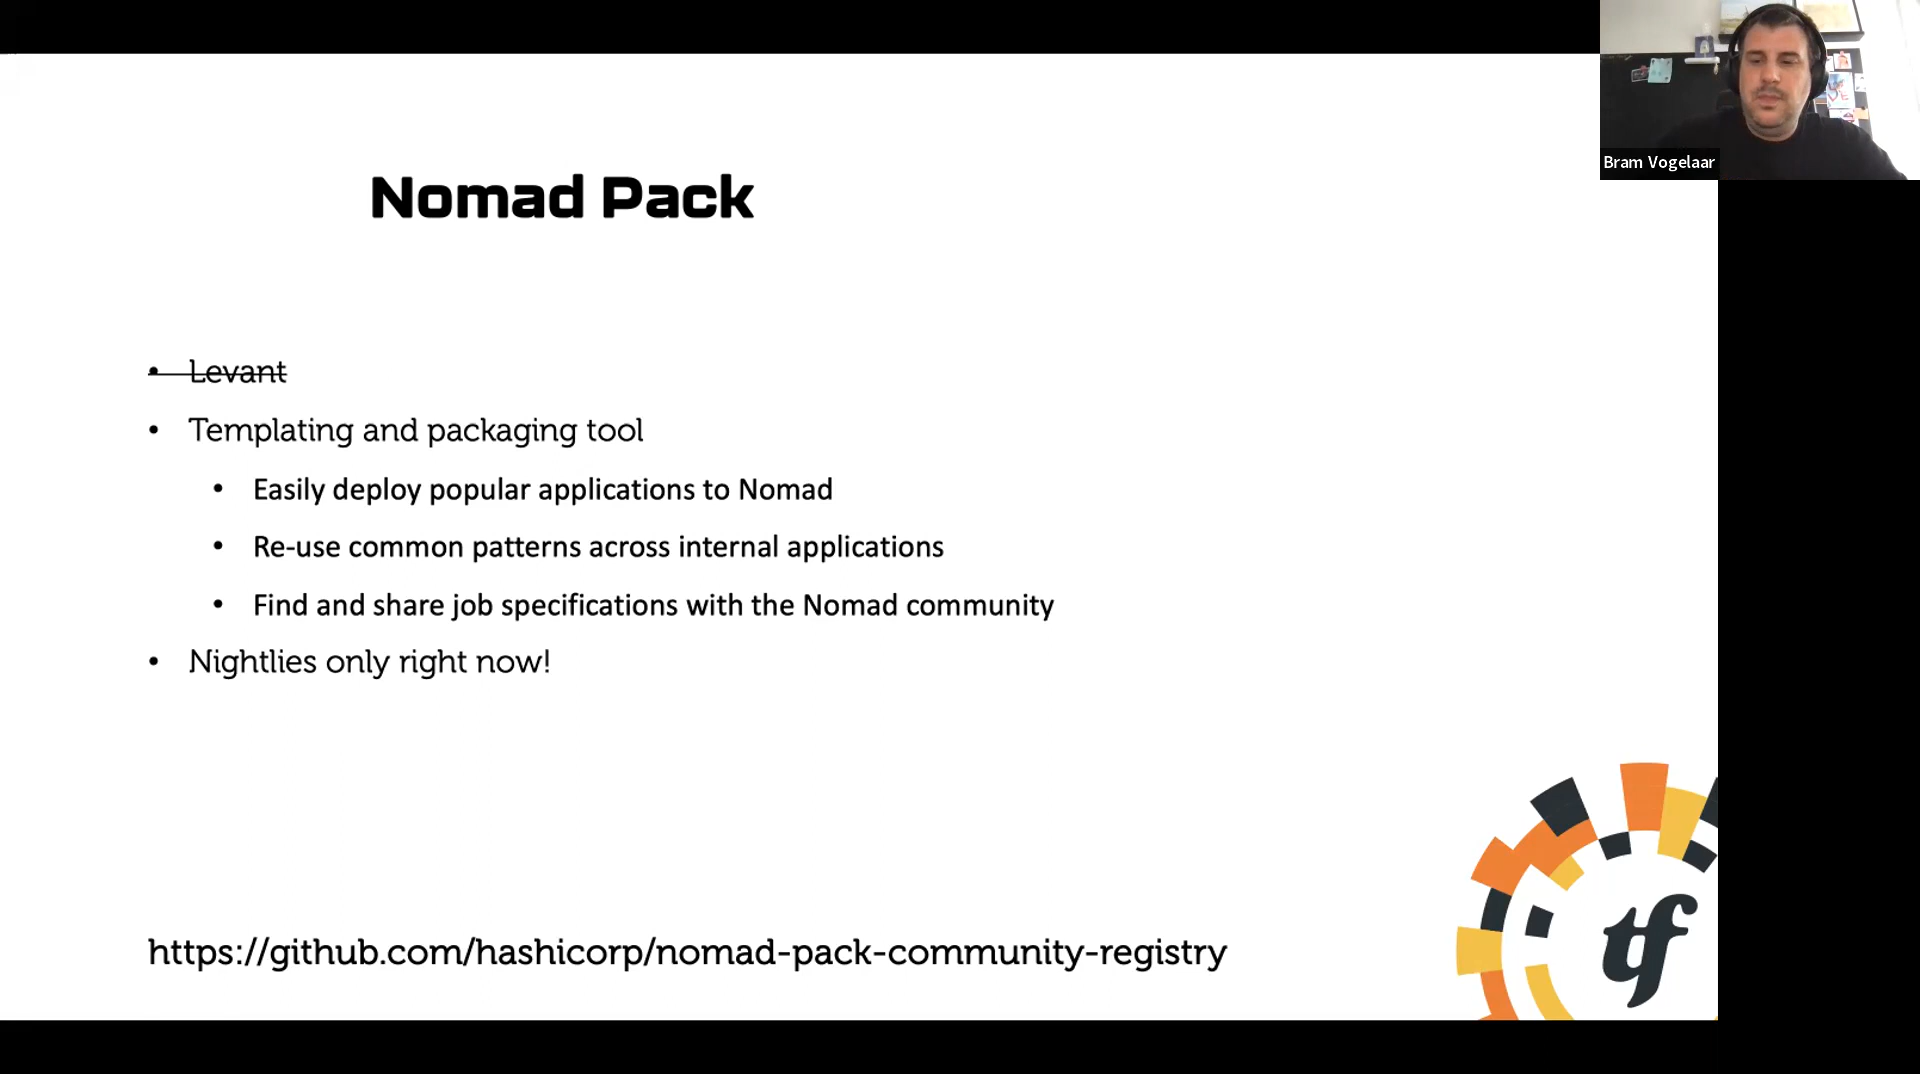 Bram Vogelaar
Nomad Pack
• Levant
• Templating and packaging tool
• Easily deploy popular applications to Nomad
• Re-use common patterns across internal applications
• Find and share job specifications with the Nomad community
• Nightlies only right now!
https://github.com/hashicorp/nomad-pack-community-registry
tf